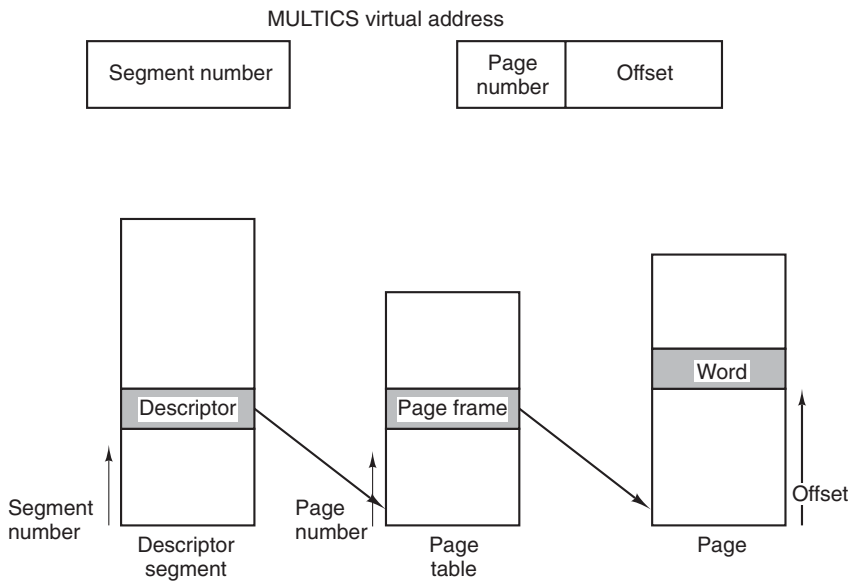 MULTICS virtual address
Segment number
Page
number
Offset
Descriptor
Page frame
Word
Segment
number
Page
number
Offset
Descriptor
segment
Page
table
Page